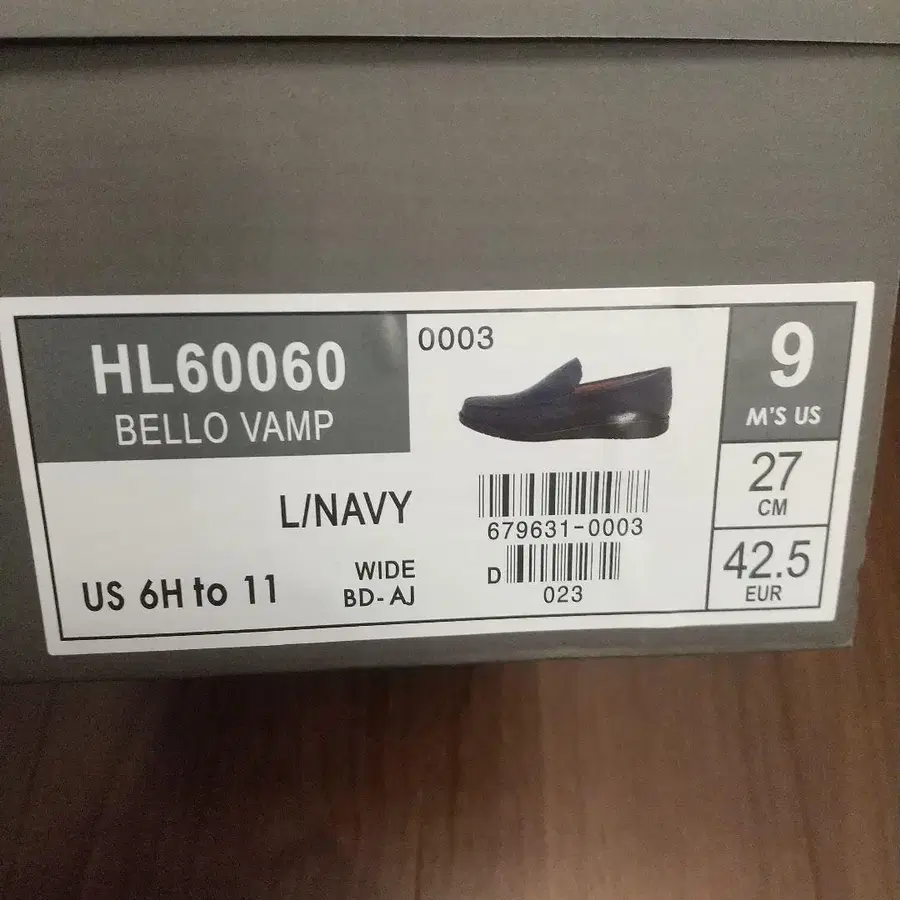 HL60060
BELLO VAMP
0003
9
M'S US
L/NAVY
679631-0003
27
CM
US 6H to 11
WIDE
BD-AJ
D
023
42.5
EUR